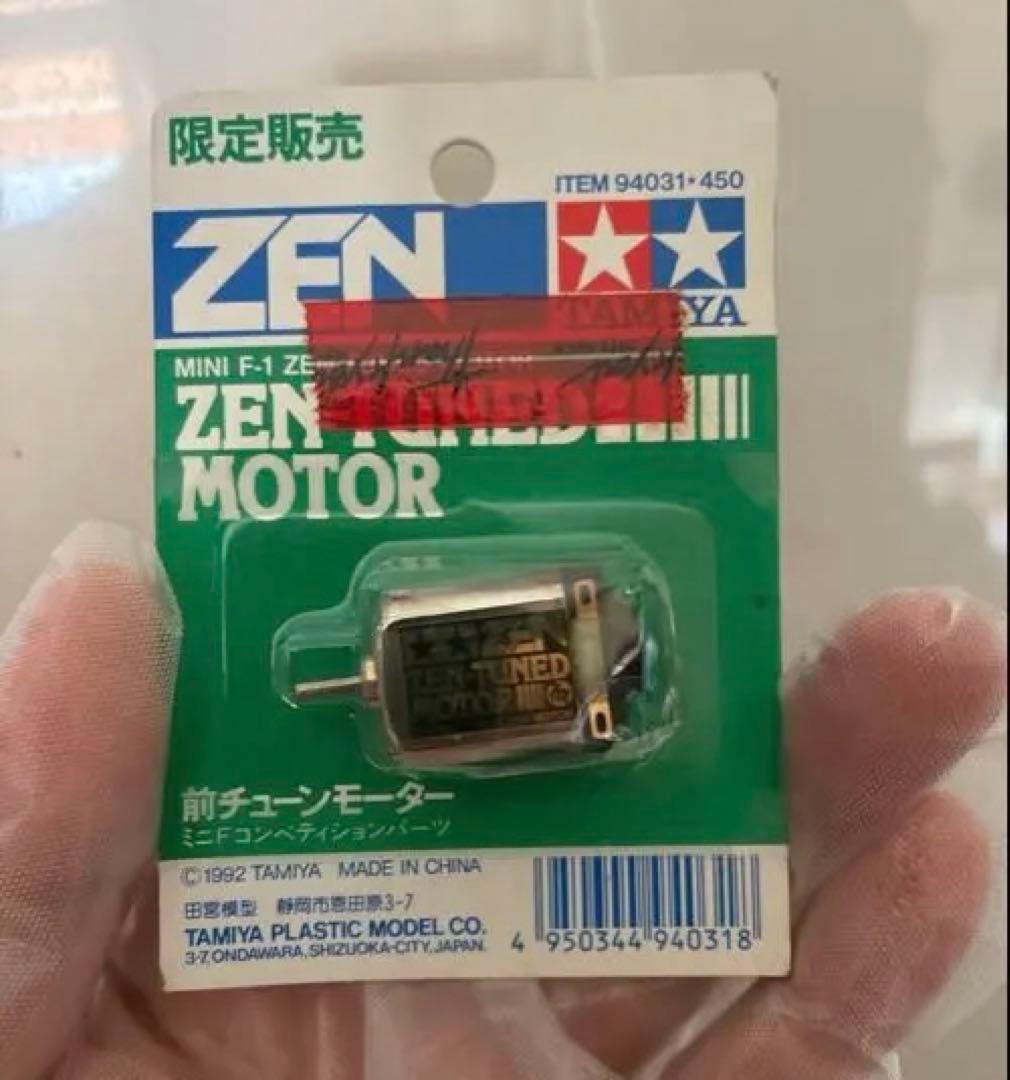 限定販売
ITEM 94031★450
ZEN
TAMIYA
MINI F-1
ZEN-TUNED
MOTOR
ZEN-TUNED
MOTOR
前チューンモーター
ミニFコンペティションパーツ
©1992 TAMIYA MADE IN CHINA
田宮模型 静岡市恩田原3-7
TAMIYA PLASTIC MODEL CO.
3-7, ONDAWARA, SHIZUOKA-CITY, JAPAN.
4 950344 940318